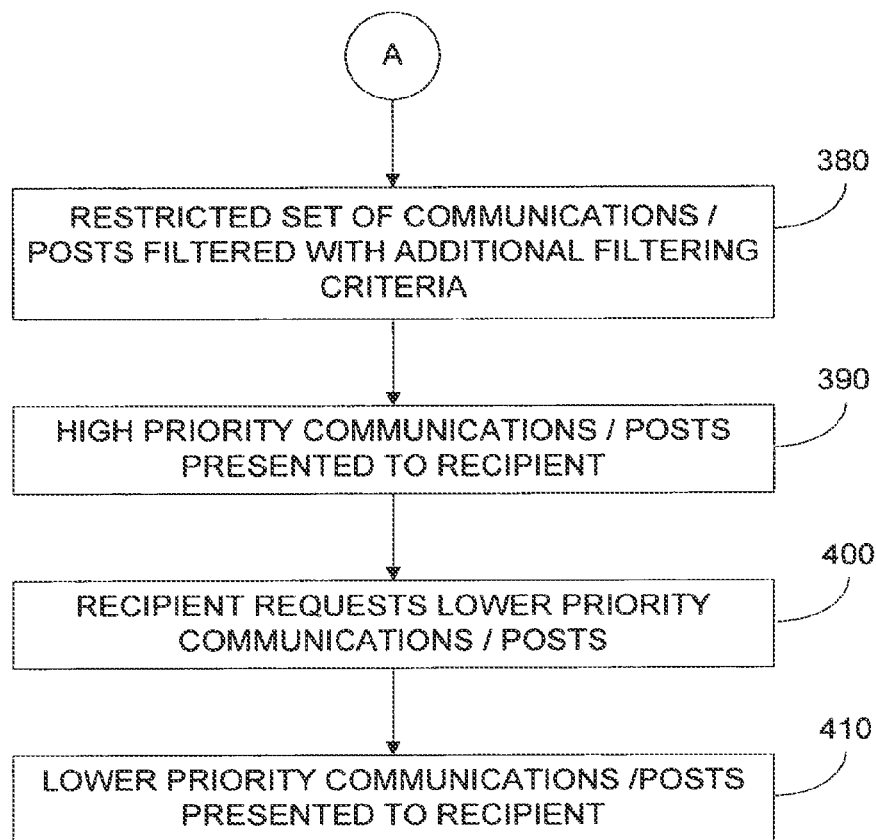 A
380
RESTRICTED SET OF COMMUNICATIONS /
POSTS FILTERED WITH ADDITIONAL FILTERING
CRITERIA
390
HIGH PRIORITY COMMUNICATIONS / POSTS
PRESENTED TO RECIPIENT
400
RECIPIENT REQUESTS LOWER PRIORITY
COMMUNICATIONS / POSTS
410
LOWER PRIORITY COMMUNICATIONS /POSTS
PRESENTED TO RECIPIENT